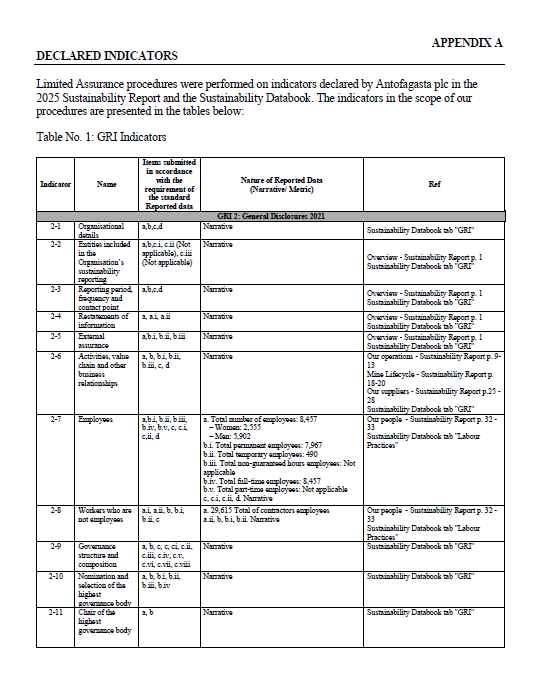 APPENDIX A
DECLARED INDICATORS
Limited Assurance procedures were performed on indicators declared by Antofagasta plc in the
2025 Sustainability Report and the Sustainability Databook. The indicators in the scope of our
procedures are presented in the tables below:
Table No. 1: GRI Indicators
Indicator
Name
Items submitted
in accordance
with the
requirement of
the standard
Reported data
Nature of Reported Data
(Narrative/ Metric)
Ref
GRI 2: General Disclosures 2021
2-1
Organisational
details
a,b,c,d
Narrative
Sustainability Databook tab "GRI"
2-2
Entities included
in the
Organisation's
sustainability
reporting
a,b,c.i, c.ii (Not
applicable), c.iii
(Not applicable)
Narrative
Overview - Sustainability Report p. 1
Sustainability Databook tab "GRI"
2-3
Reporting period,
frequency and
contact point
a,b,c,d
Narrative
Overview - Sustainability Report p. 1
Sustainability Databook tab "GRI"
2-4
Restatements of
information
a, a.i, a.ii
Narrative
Overview - Sustainability Report p. 1
Sustainability Databook tab "GRI"
2-5
External
assurance
a,b.i, b.ii, b.iii
Narrative
Overview - Sustainability Report p. 1
Sustainability Databook tab "GRI"
2-6
Activities, value
chain and other
business
relationships
a, b, b.i, b.ii,
b.iii, c, d
Narrative
Our operations - Sustainability Report p. 9-
13
Mine Lifecycle - Sustainability Report p.
18-20
Our suppliers - Sustainability Report p.25 -
28
Sustainability Databook tab "GRI"
2-7
Employees
a,b.i, b.ii, b.iii,
b.iv, b.v, c, c.i,
c,ii, d
a. Total number of employees: 8,457
– Women: 2,555
– Men: 5,902
b.i. Total permanent employees: 7,967
b.ii. Total temporary employees: 490
b.iii. Total non-guaranteed hours employees: Not
applicable
b.iv. Total full-time employees: 8,457
b.v. Total part-time employees: Not applicable
c, c.i, c.ii, d. Narrative
Our people - Sustainability Report p. 32 -
33
Sustainability Databook tab "Labour
Practices"
2-8
Workers who are
not employees
a.i, a.ii, b, b.i,
b.ii, c
a. 29,615 Total of contractors employees
a.ii, b, b.i, b.ii. Narrative
Our people - Sustainability Report p. 32 -
33
Sustainability Databook tab "Labour
Practices"
2-9
Governance
structure and
composition
a, b, c, c, ci, c.ii,
c.iii, c.iv, c.v,
c.vi, c.vii, c.viii
Narrative
Sustainability Databook tab "GRI"
2-10
Nomination and
selection of the
highest
governance body
a, b, b.i, b.ii,
b.iii, b.iv
Narrative
Sustainability Databook tab "GRI"
2-11
Chair of the
highest
governance body
a, b
Narrative
Sustainability Databook tab "GRI"